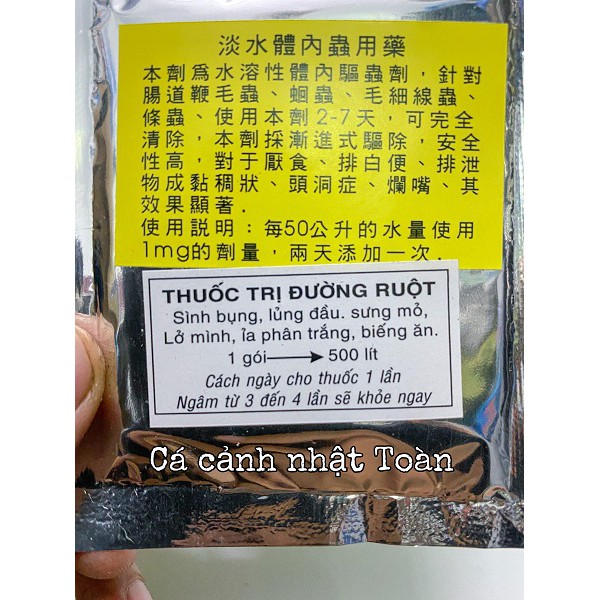 淡水體內蟲用藥
本劑為水溶性體內驅蟲劑，針對
腸道鞭毛蟲、蛔蟲、毛細線蟲、
條蟲、使用本劑2-7天，可完全
清除，本劑採漸進式驅除，安全
性高，對于厭食、排白便、排泄
物成黏稠狀、頭洞症、爛嘴、其
效果顯著.
使用説明：每50公升的水量使用
1mg的劑量，兩天添加一次.
THUỐC TRỊ ĐƯỜNG RUỘT
Sình bụng, lủng đầu. sưng mỏ,
Lở mình, ỉa phân trắng, biếng ăn.
1 gói→500 lít
Cách ngày cho thuốc 1 lần
Ngâm từ 3 đến 4 lần sẽ khỏe ngay
Cá cảnh nhật Toàn